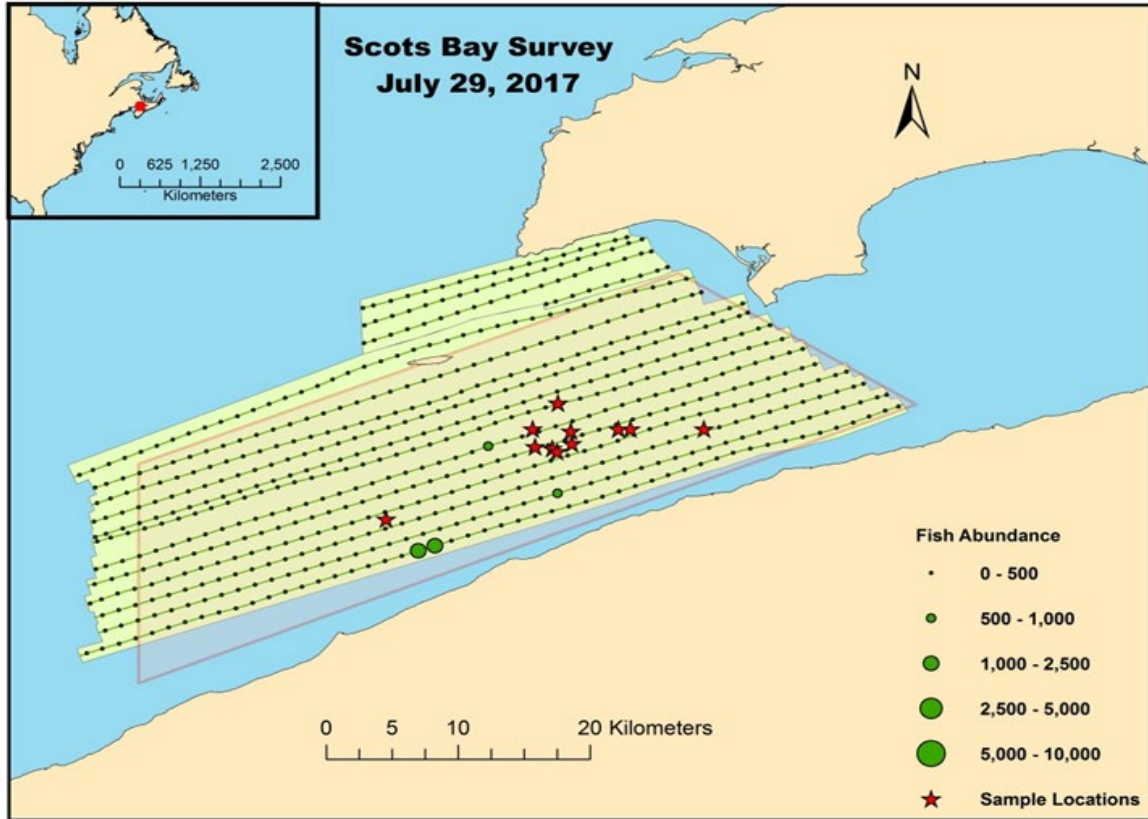 Scots Bay Survey
July 29, 2017
0 625 1,250 2,500
Kilometers
N
Fish Abundance
0 - 500
500 - 1,000
1,000 - 2,500
2,500 - 5,000
5,000 - 10,000
Sample Locations
0 5 10 20 Kilometers